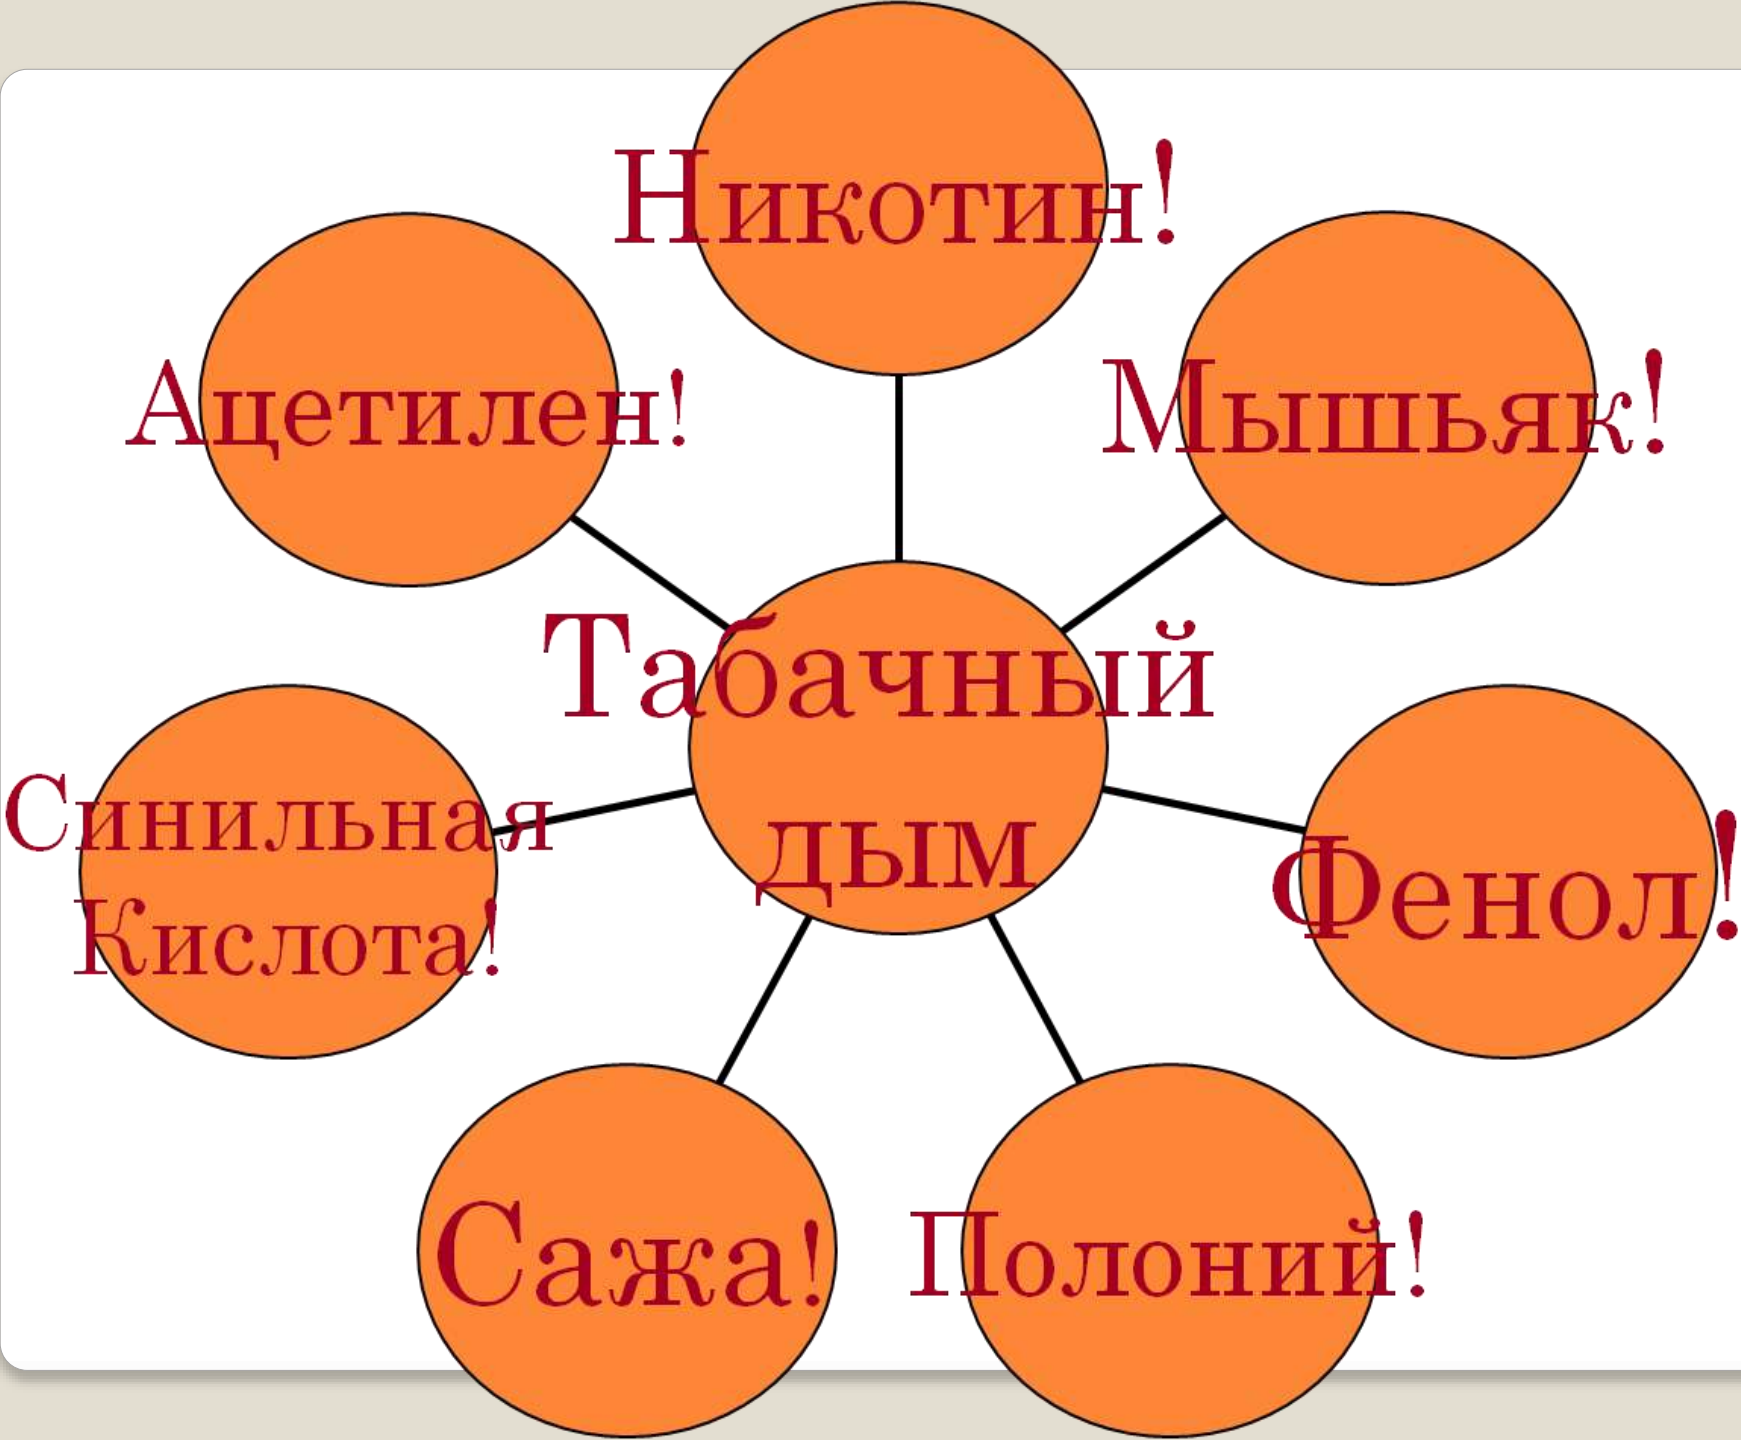 Никотин!
Ацетилен!
Мышьяк!
Табачный
дым
Синильная
Кислота!
Фенол!
Сажа!
Полоний!